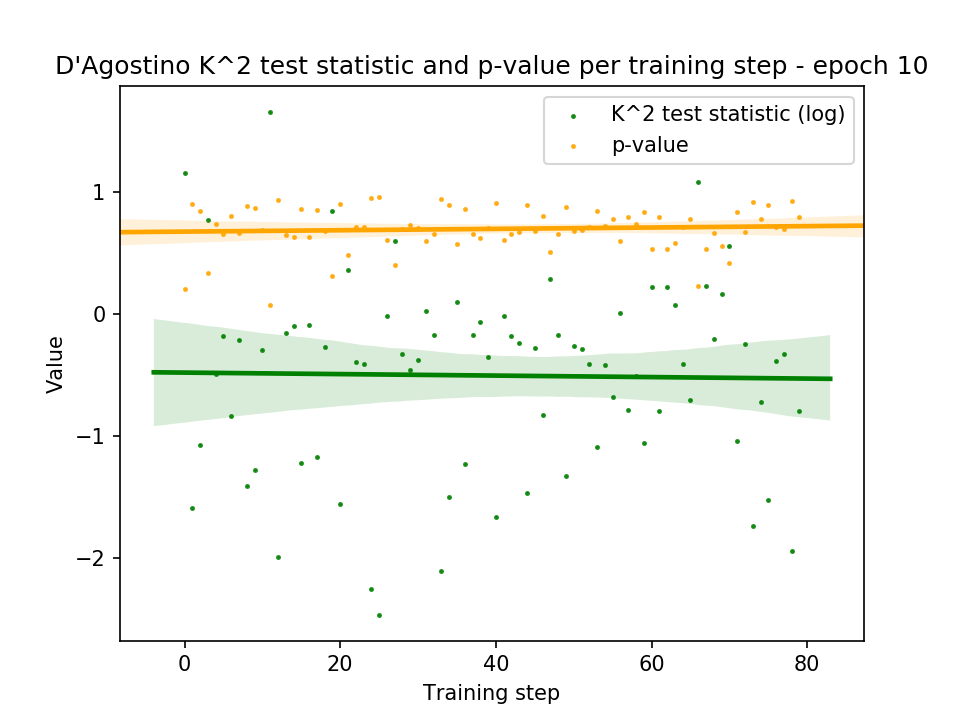 D'Agostino K^2 test statistic and p-value per training step - epoch 10
K^2 test statistic (log)
p-value
1
0
−1
−2
Value
0 20 40 60 80
Training step